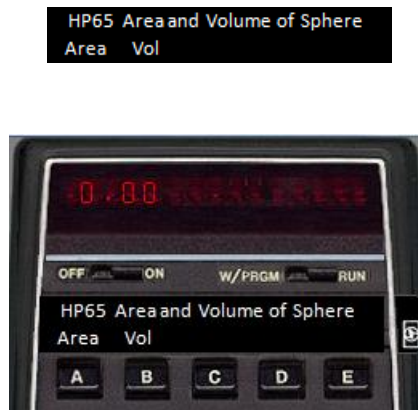 HP65 Area and Volume of Sphere
Area Vol
0.00
OFF ON W/PRGM RUN
HP65 Area and Volume of Sphere
Area Vol
A B C D E